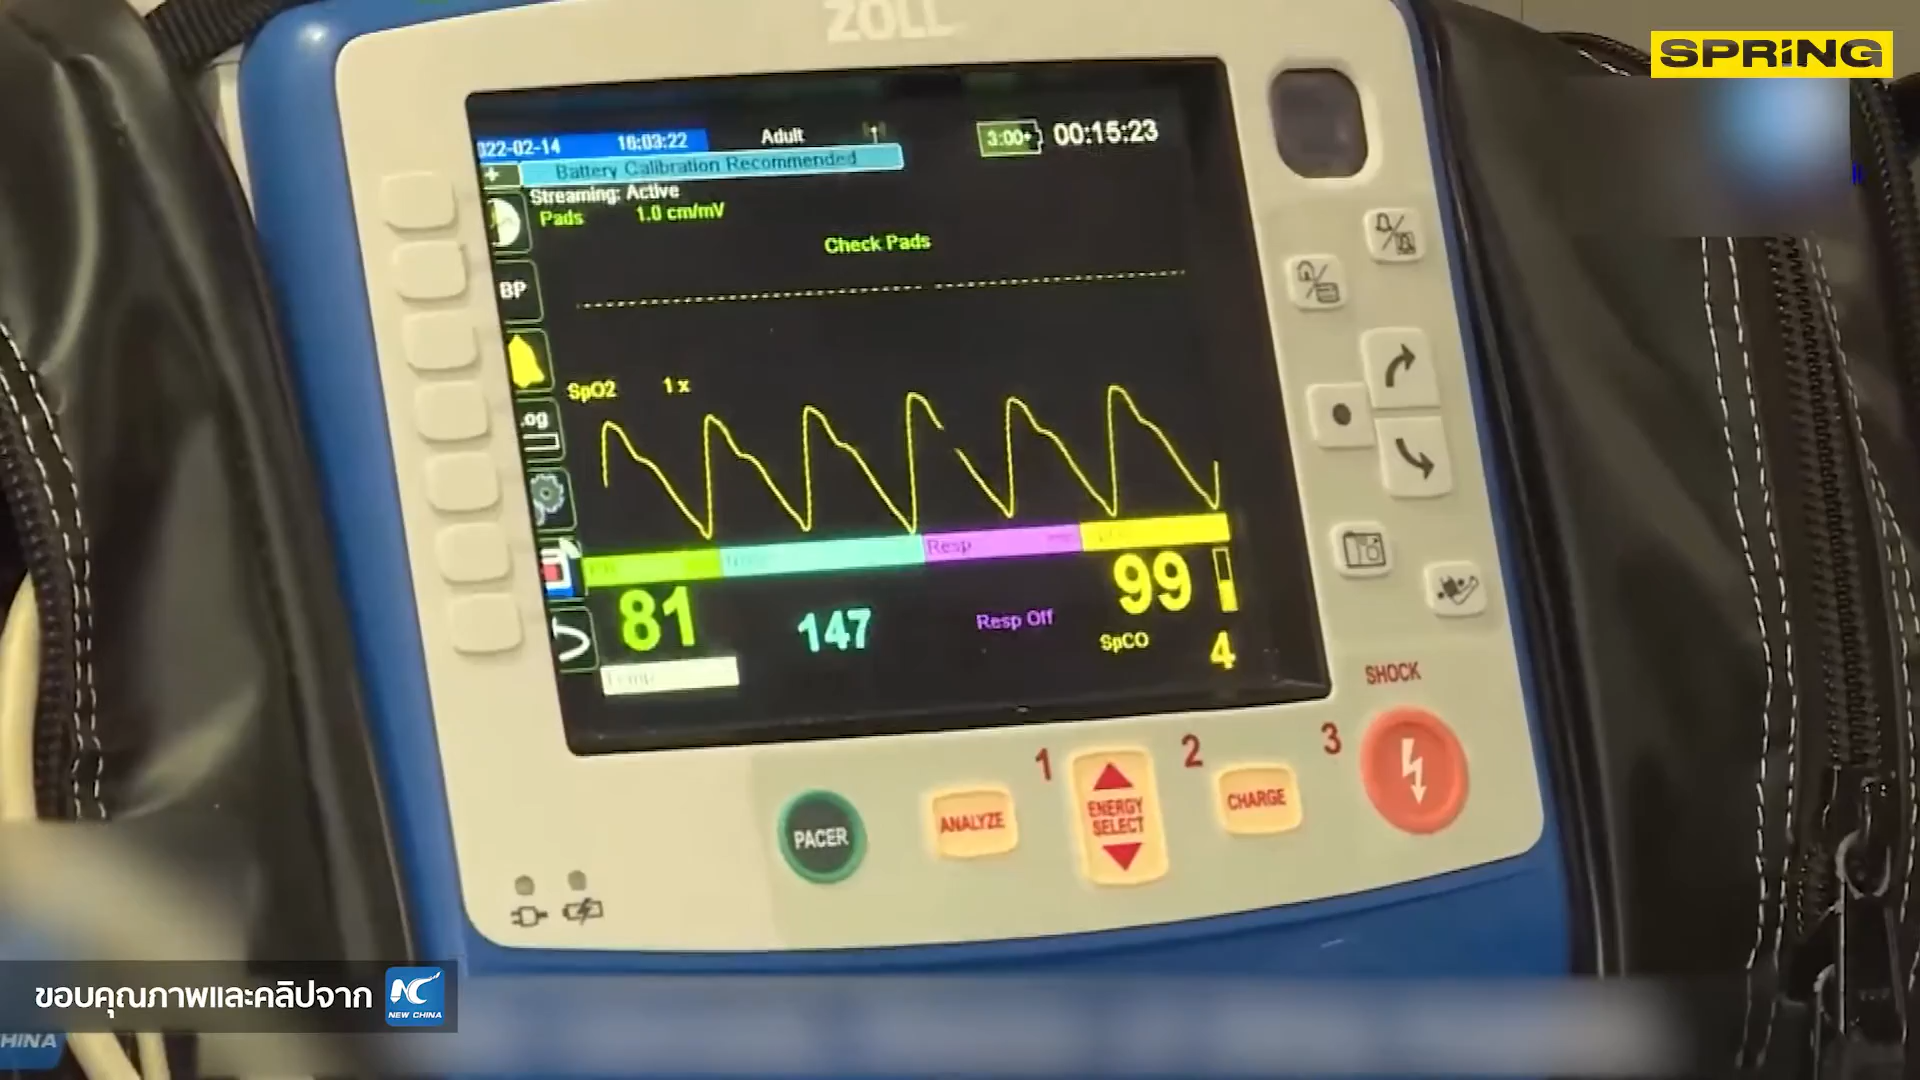 ZOLL
SPRiNG
022-02-14 16:03:22 Adult 3:00+ 00:15:23
Battery Calibration Recommended
Streaming: Active
Pads 1.0 cm/mV
Check Pads
BP
SpO2 1 x
Log
Resp
81 147 Resp Off 99
SpCO 4
Temp
SHOCK
1 2 3
PACER ANALYZE ENERGY SELECT CHARGE
ขอบคุณภาพและคลิปจาก
NEW CHINA
HINA